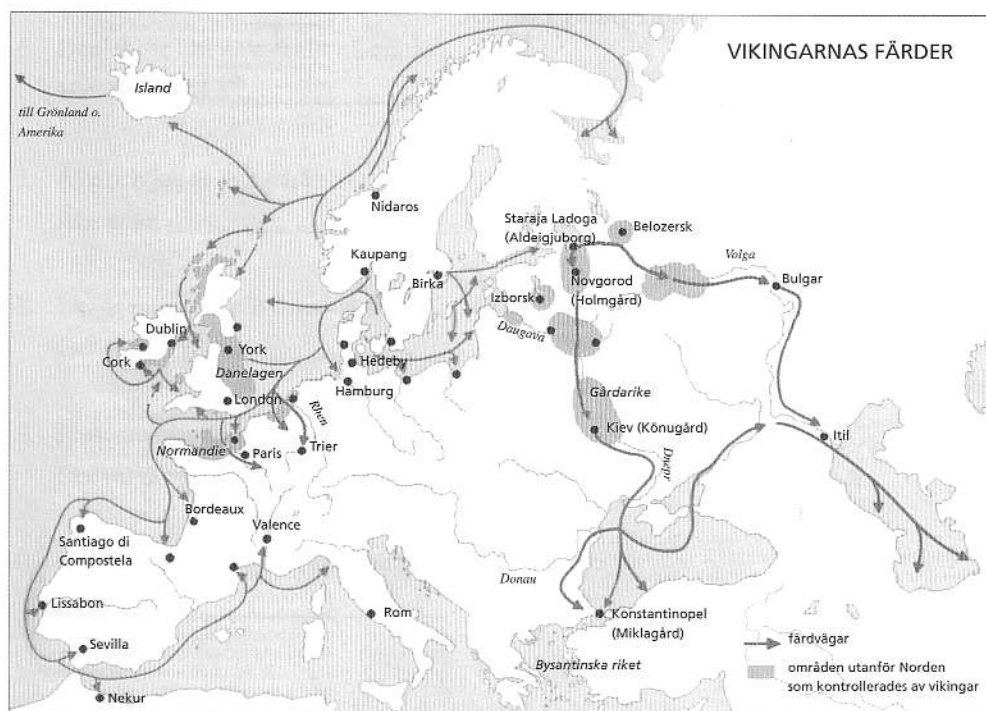 VIKINGARNAS FÄRDER
Island
till Grönland o.
Amerika
Nidaros
Staraja Ladoga
(Aldeigjuborg)
Belozersk
Kaupang
Birka
Volga
Novgorod
(Holmgård)
Bulgar
Izborsk
Dublin
Daugava
York
Cork
Hedeby
Danelagen
Hamburg
London
Rhen
Gårdarike
Kiev (Könugård)
Itil
Normandie
Paris
Trier
Dnepr
Bordeaux
Valence
Santiago di
Compostela
Donau
Lissabon
Rom
Konstantinopel
(Miklagård)
Sevilla
Bysantinska riket
Nekur
färdvägar
områden utanför Norden
som kontrollerades av vikingar